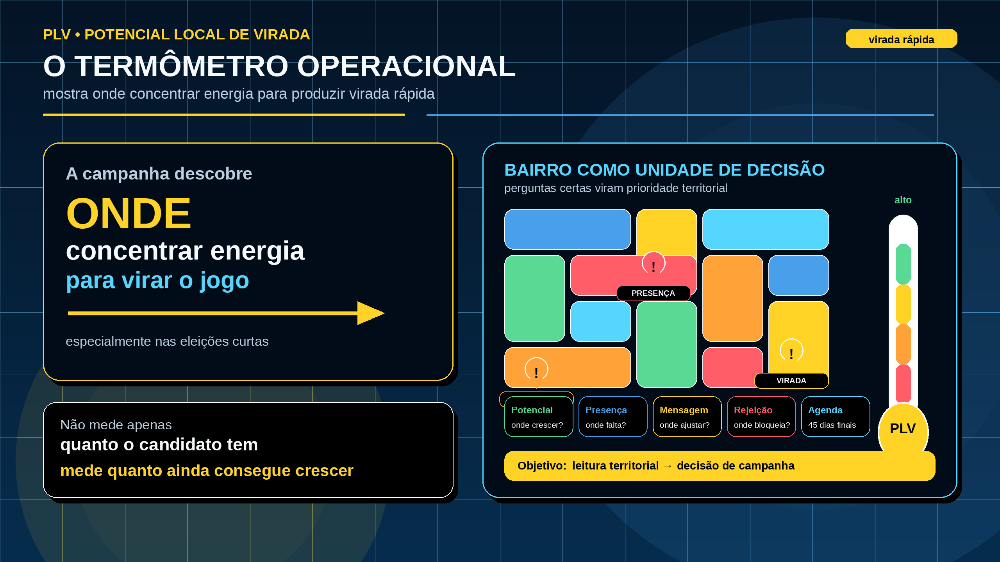 PLV • POTENCIAL LOCAL DE VIRADA
virada rápida
O TERMÔMETRO OPERACIONAL
mostra onde concentrar energia para produzir virada rápida
A campanha descobre
ONDE
concentrar energia
para virar o jogo
especialmente nas eleições curtas
Não mede apenas
quanto o candidato tem
mede quanto ainda consegue crescer
BAIRRO COMO UNIDADE DE DECISÃO
perguntas certas viram prioridade territorial
alto
!
PRESENÇA
!
!
VIRADA
Potencial
onde crescer?
Presença
onde falta?
Mensagem
onde ajustar?
Rejeição
onde bloqueia?
Agenda
45 dias finais
PLV
Objetivo: leitura territorial → decisão de campanha